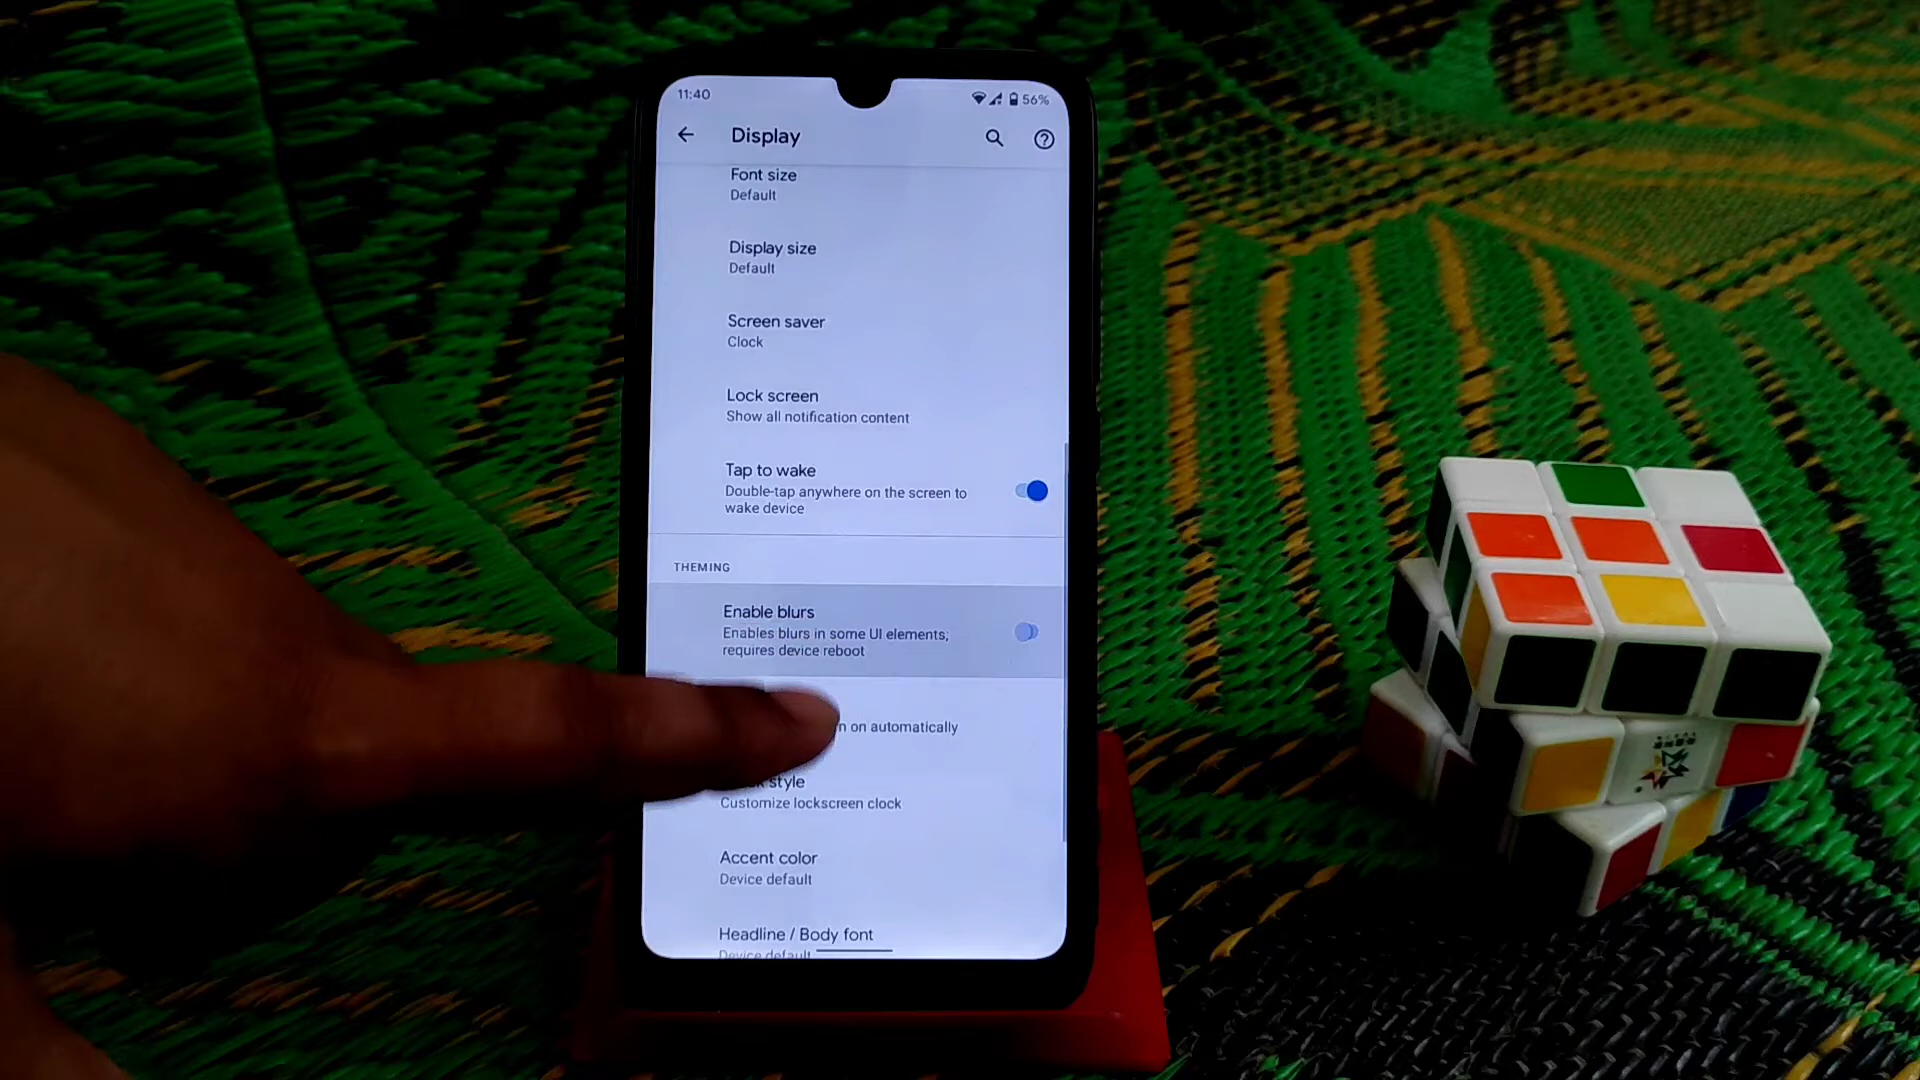 11:40
56%
Display
Font size
Default
Display size
Default
Screen saver
Clock
Lock screen
Show all notification content
Tap to wake
Double-tap anywhere on the screen to
wake device
THEMING
Enable blurs
Enables blurs in some UI elements;
requires device reboot
on automatically
style
Customize lockscreen clock
Accent color
Device default
Headline / Body font
Device default